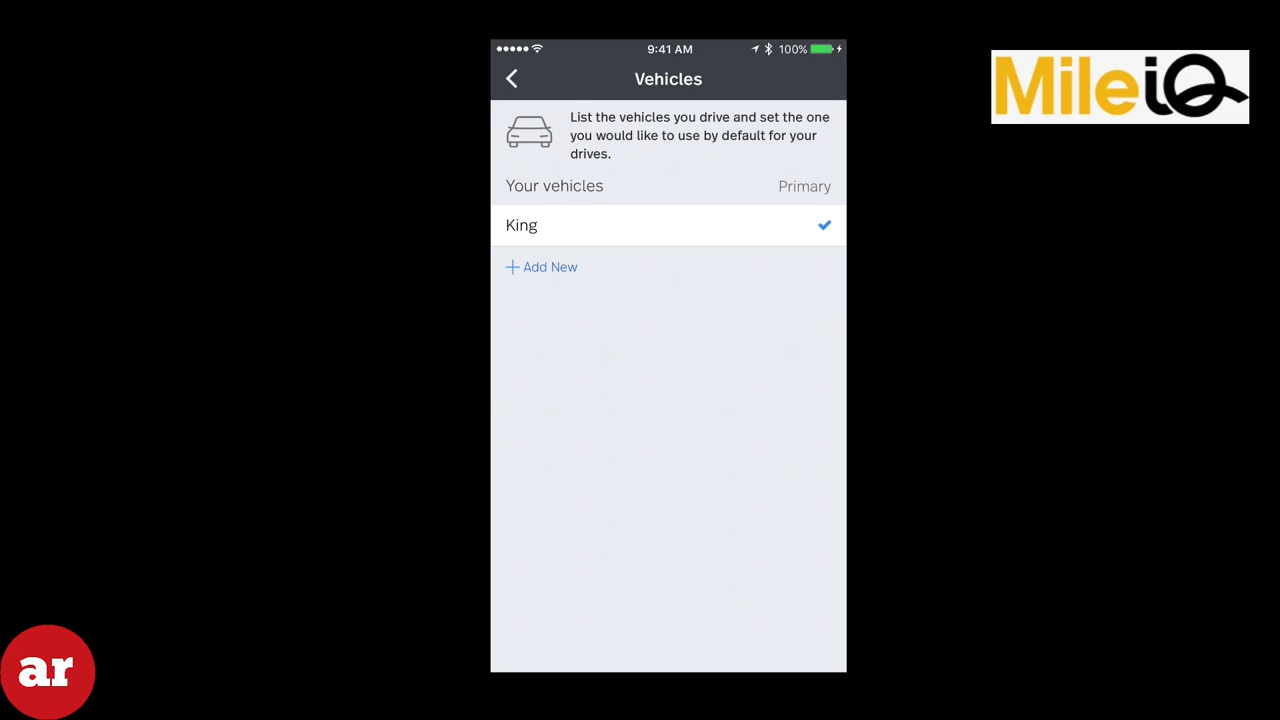 9:41 AM
100%
Vehicles
List the vehicles you drive and set the one
you would like to use by default for your
drives.
Your vehicles
Primary
King
+ Add New
MileIQ
ar